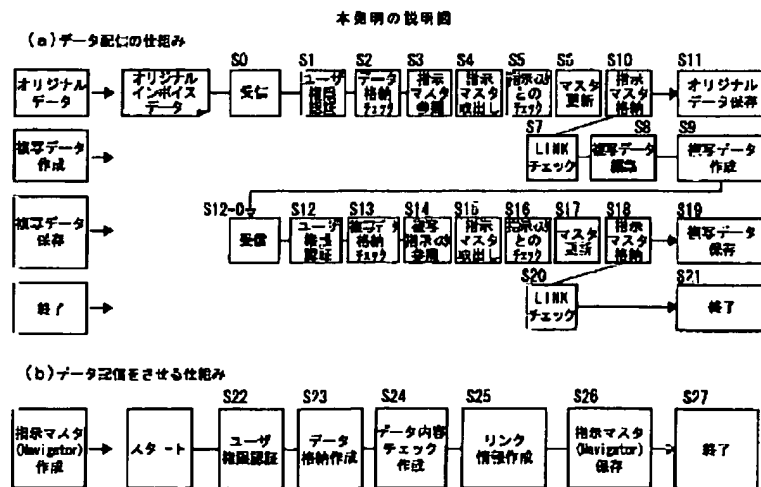 本発明の説明図
(a)データ配信の仕組み
S0 S1 S2 S3 S4 S5 S6 S10 S11
オリジナル
データ
オリジナル
インボイス
データ
受信
ユーザ
権限
認証
データ
格納
チェック
指示
マスタ
参照
指示
マスタ
取出し
指示マスタ
との
チェック
マスタ
更新
指示
マスタ
格納
オリジナル
データ保存
S7 S8 S9
複写データ
作成
LINK
チェック
複写データ
編集
複写データ
作成
S12-0 S12 S13 S14 S15 S16 S17 S18 S19
複写データ
保存
受信
ユーザ
権限
認証
複写データ
格納
チェック
複写
指示マスタ
参照
指示
マスタ
取出し
指示マスタ
との
チェック
マスタ
更新
指示
マスタ
格納
複写データ
保存
S20 S21
終了
LINK
チェック
終了
(b)データ配信をさせる仕組み
S22 S23 S24 S25 S26 S27
指示マスタ
(Navigator)
作成
スタート
ユーザ
権限認証
データ
格納作成
データ内容
チェック
作成
リンク
情報作成
指示マスタ
(Navigator)
保存
終了